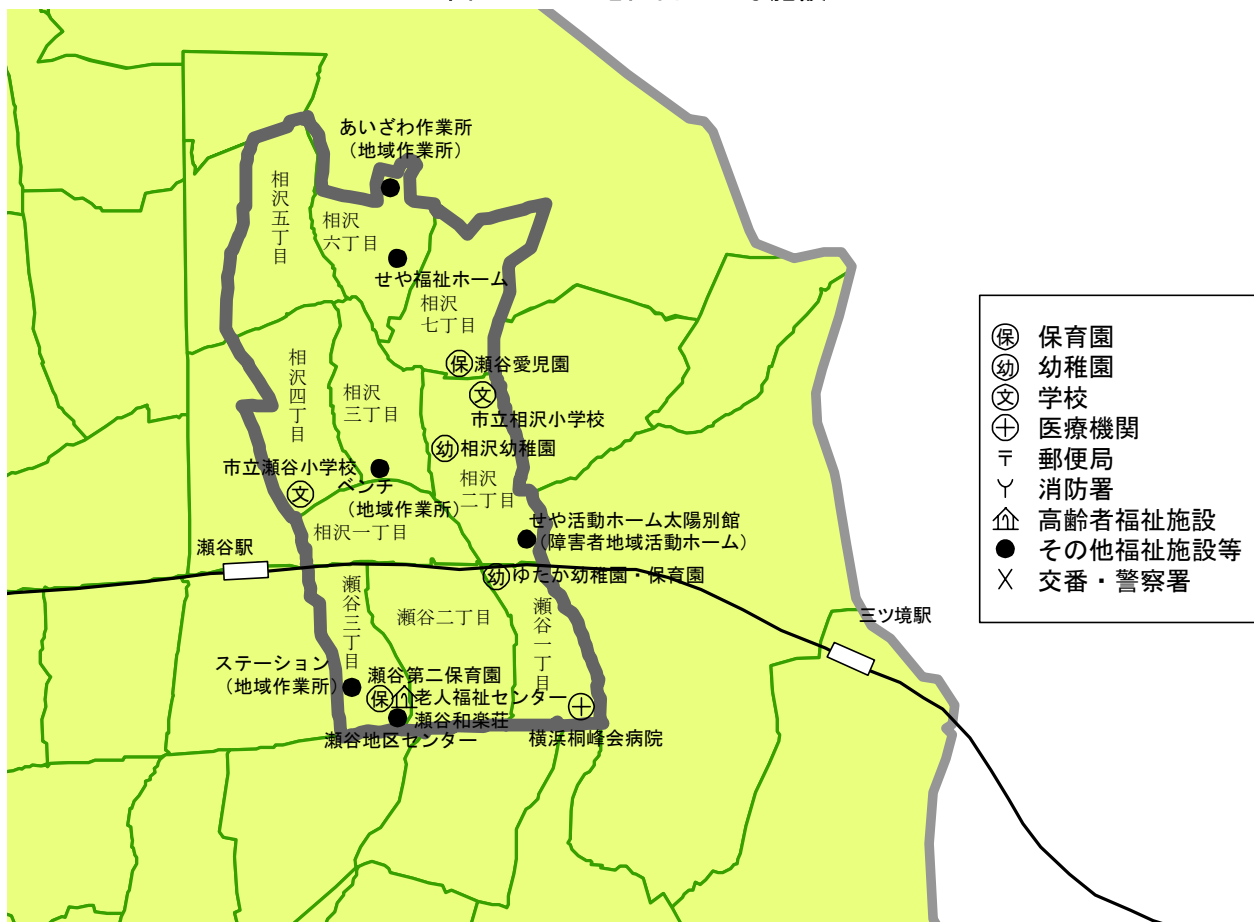 あいざわ作業所
（地域作業所）
相沢五丁目
相沢
六丁目
せや福祉ホーム
相沢
七丁目
保瀬谷愛児園
文
市立相沢小学校
相沢四丁目
相沢
三丁目
幼相沢幼稚園
市立瀬谷小学校
文
ベンチ
（地域作業所）
相沢
二丁目
相沢一丁目
せや活動ホーム太陽別館
（障害者地域活動ホーム）
瀬谷駅
幼ゆたか幼稚園・保育園
瀬谷三丁目
瀬谷二丁目
瀬谷一丁目
三ツ境駅
ステーション
（地域作業所）
瀬谷第二保育園
保
老人福祉センター
瀬谷和楽荘
瀬谷地区センター
横浜桐峰会病院
保 保育園
幼 幼稚園
文 学校
医療機関
〒 郵便局
消防署
高齢者福祉施設
● その他福祉施設等
交番・警察署